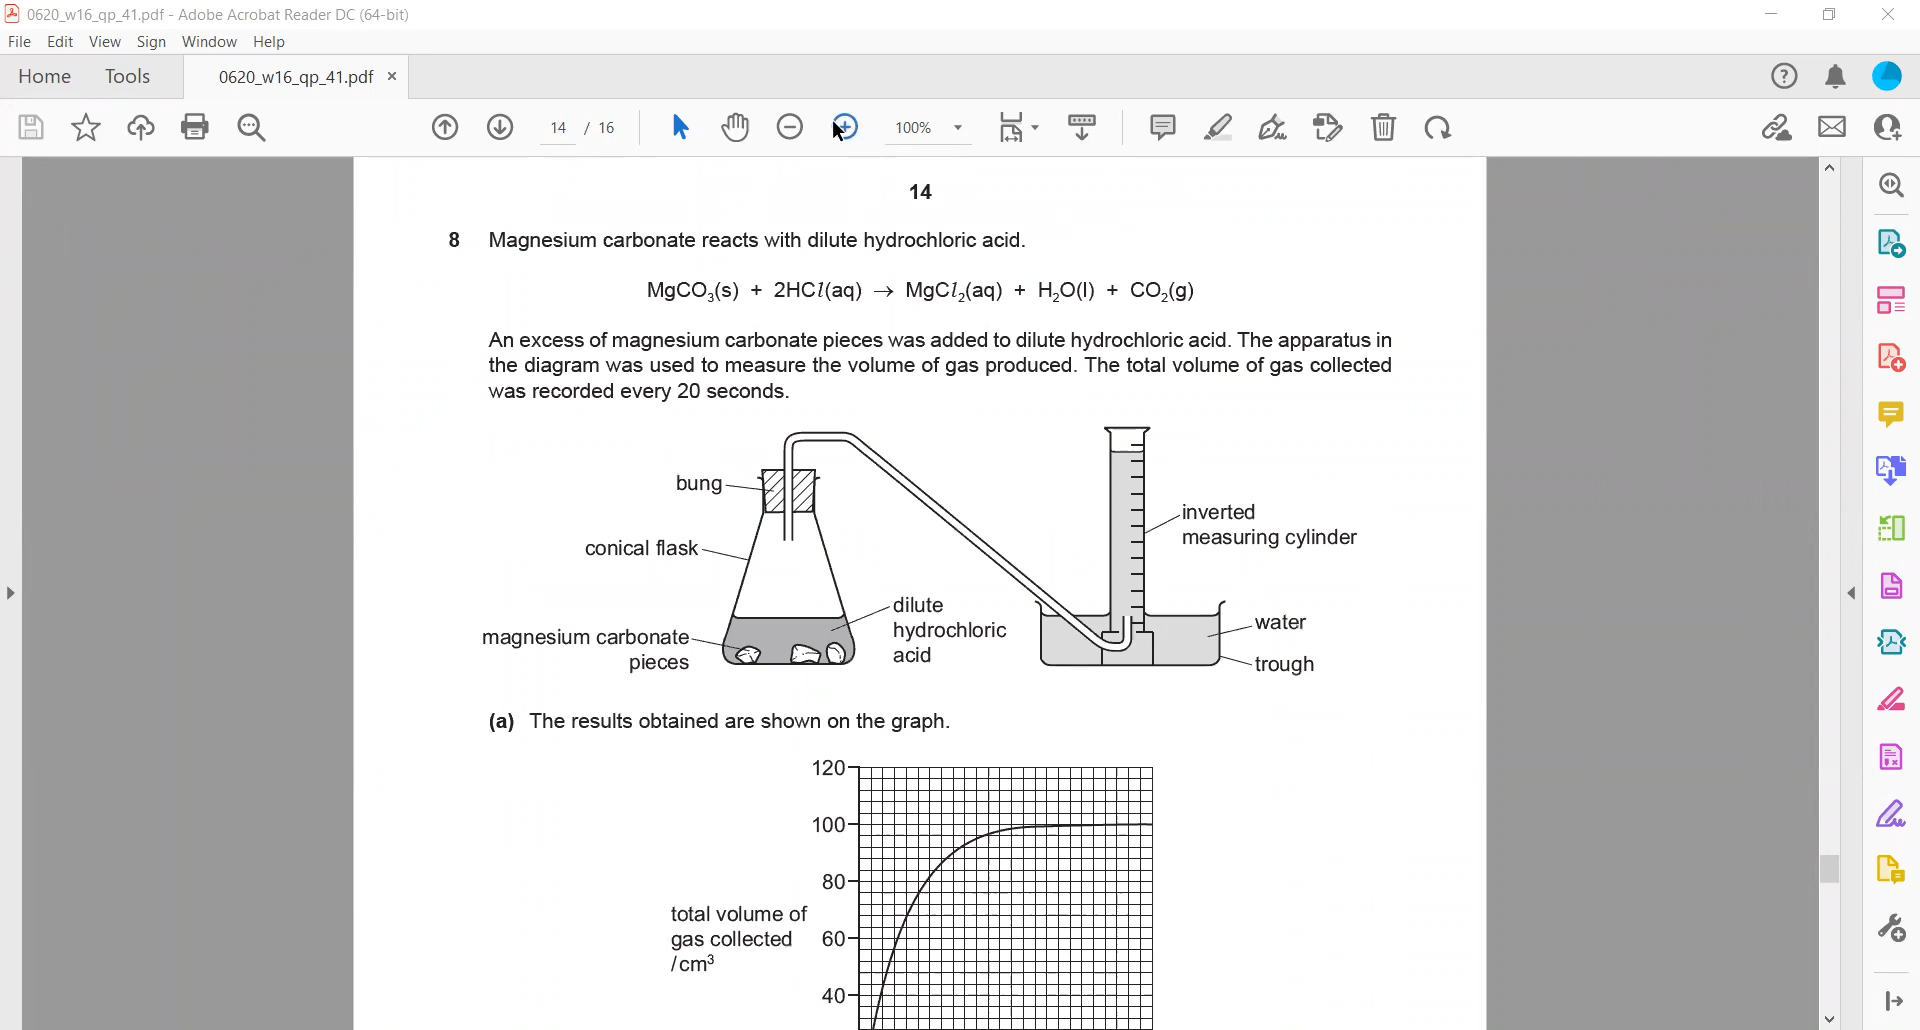 0620_w16_qp_41.pdf - Adobe Acrobat Reader DC (64-bit)
File Edit View Sign Window Help
Home Tools 0620_w16_qp_41.pdf ×
14 / 16 100%
14
8 Magnesium carbonate reacts with dilute hydrochloric acid.
MgCO₃(s) + 2HCl(aq) → MgCl₂(aq) + H₂O(l) + CO₂(g)
An excess of magnesium carbonate pieces was added to dilute hydrochloric acid. The apparatus in
the diagram was used to measure the volume of gas produced. The total volume of gas collected
was recorded every 20 seconds.
bung
conical flask
magnesium carbonate
pieces
dilute
hydrochloric
acid
inverted
measuring cylinder
water
trough
(a) The results obtained are shown on the graph.
120
100
80
60
40
total volume of
gas collected
/cm³